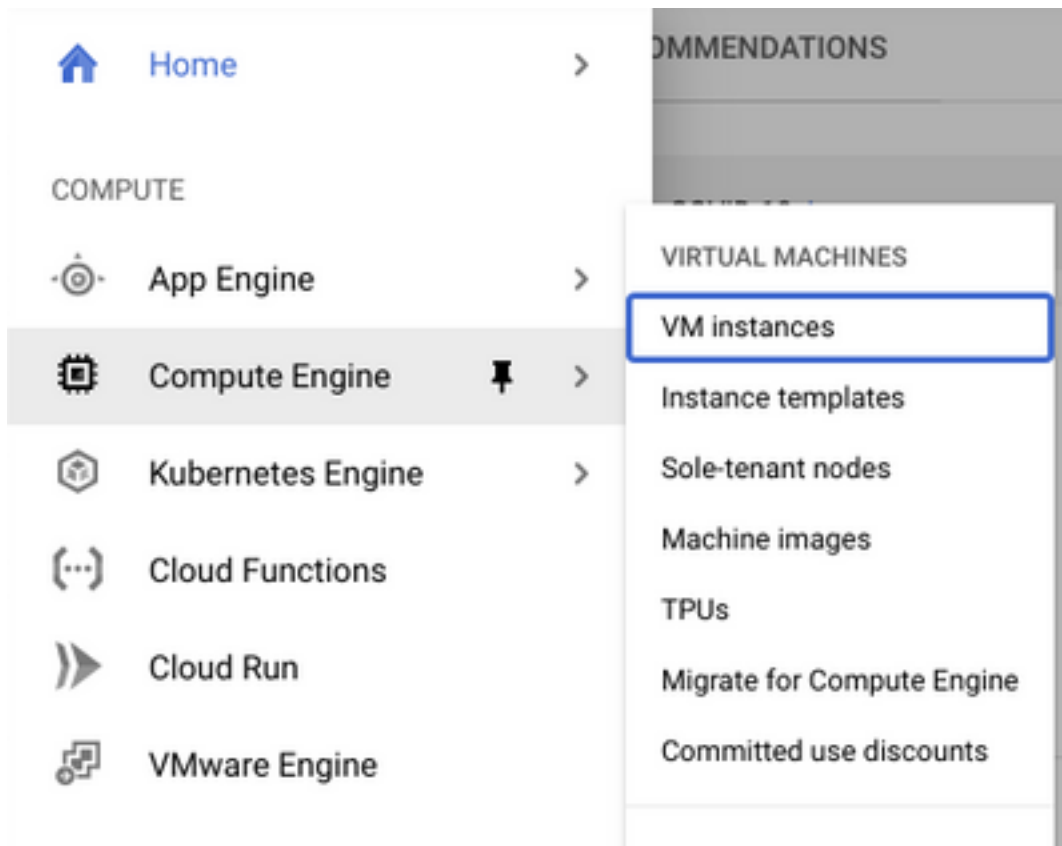 Home
COMPUTE
App Engine
Compute Engine
Kubernetes Engine
Cloud Functions
Cloud Run
VMware Engine
OMMENDATIONS
VIRTUAL MACHINES
VM instances
Instance templates
Sole-tenant nodes
Machine images
TPUs
Migrate for Compute Engine
Committed use discounts